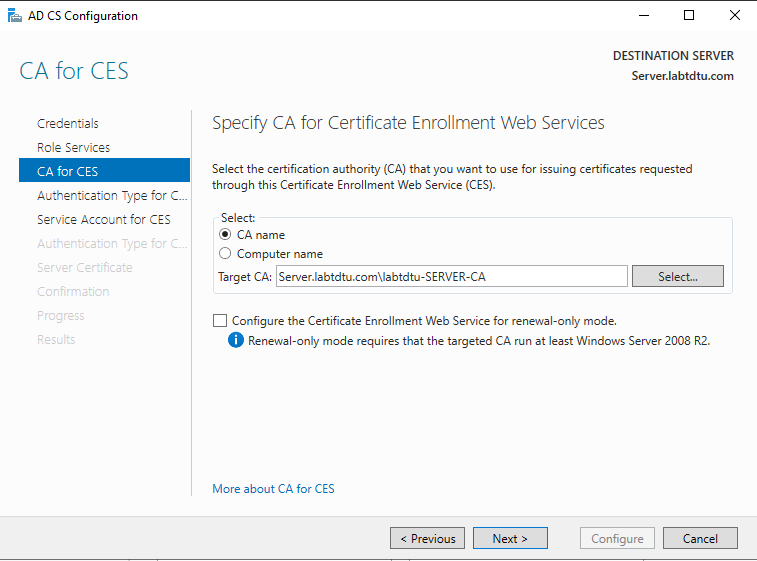 AD CS Configuration
CA for CES
DESTINATION SERVER
Server.labtdtu.com
Credentials
Role Services
CA for CES
Authentication Type for C...
Service Account for CES
Authentication Type for C...
Server Certificate
Confirmation
Progress
Results
Specify CA for Certificate Enrollment Web Services
Select the certification authority (CA) that you want to use for issuing certificates requested
through this Certificate Enrollment Web Service (CES).
Select:
CA name
Computer name
Target CA: Server.labtdtu.com\labtdtu-SERVER-CA Select...
Configure the Certificate Enrollment Web Service for renewal-only mode.
Renewal-only mode requires that the targeted CA run at least Windows Server 2008 R2.
More about CA for CES
< Previous Next > Configure Cancel